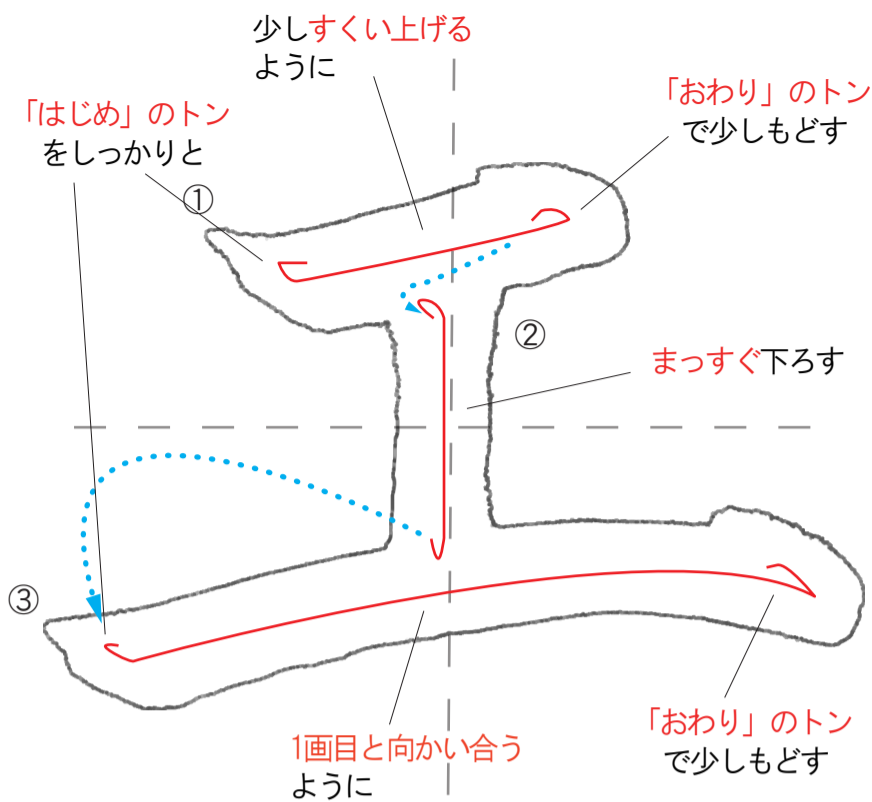 少しすくい上げる
ように
「おわり」のトン
で少しもどす
「はじめ」のトン
をしっかりと
①
②
まっすぐ下ろす
③
1画目と向かい合う
ように
「おわり」のトン
で少しもどす